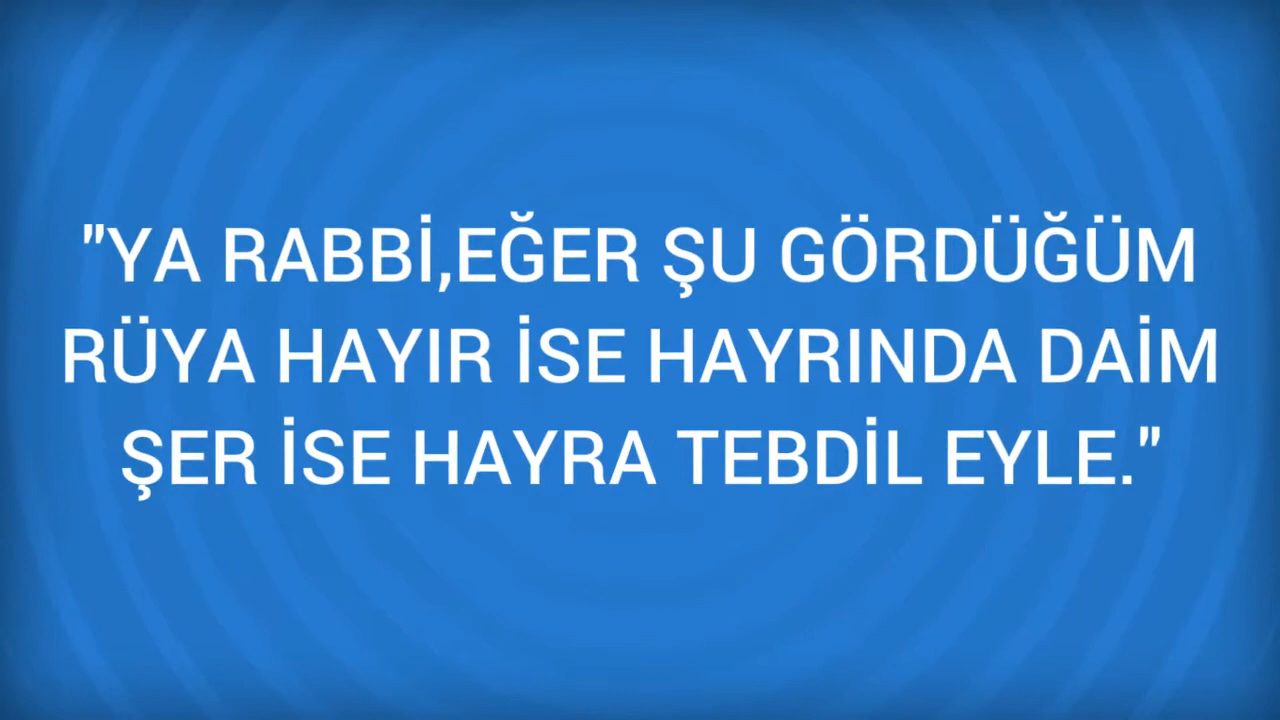 "YA RABBİ,EĞER ŞU GÖRDÜĞÜM
RÜYA HAYIR İSE HAYRINDA DAİM
ŞER İSE HAYRA TEBDİL EYLE."